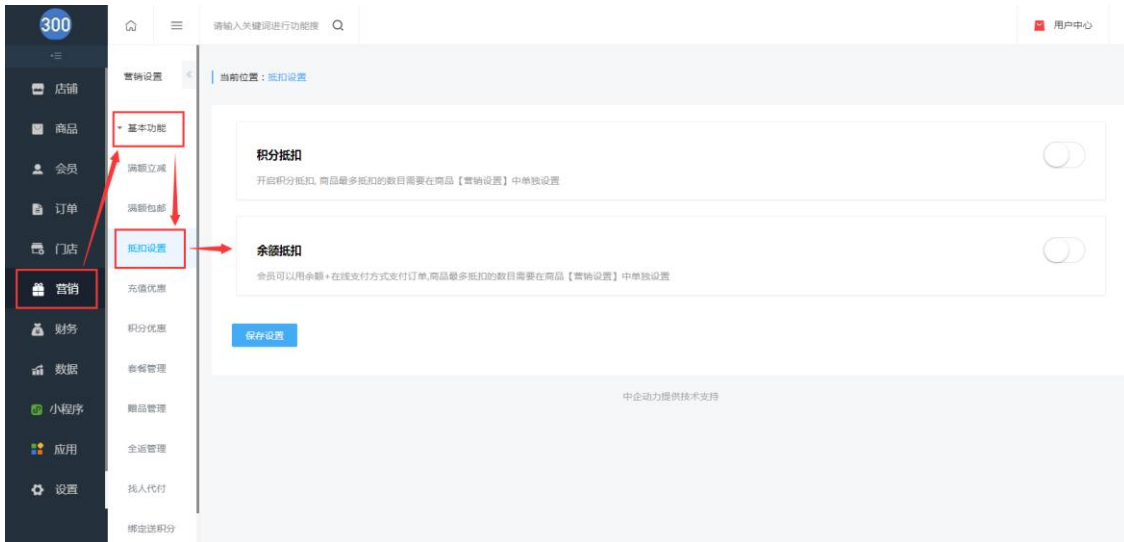 300
请输入关键词进行功能搜
用户中心
店铺
商品
会员
订单
门店
营销
财务
数据
小程序
应用
设置
营销设置
基本功能
满额立减
满额包邮
抵扣设置
充值优惠
积分优惠
套餐管理
赠品管理
全返管理
找人代付
绑定送积分
当前位置：抵扣设置
积分抵扣
开启积分抵扣, 商品最多抵扣的数目需要在商品【营销设置】中单独设置
余额抵扣
会员可以用余额+在线支付方式支付订单,商品最多抵扣的数目需要在商品【营销设置】中单独设置
保存设置
中企动力提供技术支持